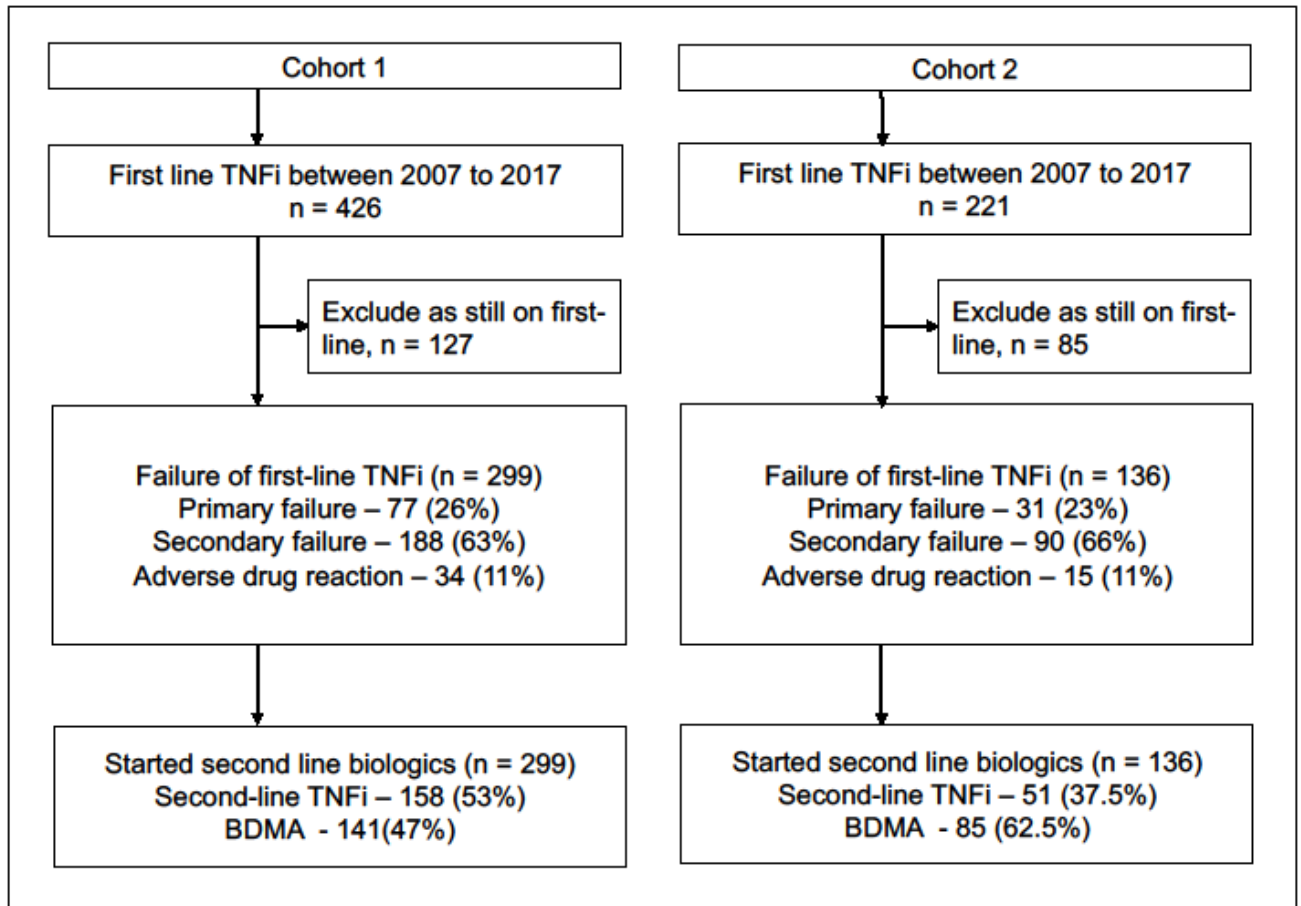 Cohort 1
First line TNFi between 2007 to 2017
n = 426
Exclude as still on first-
line, n = 127
Failure of first-line TNFi (n = 299)
Primary failure – 77 (26%)
Secondary failure – 188 (63%)
Adverse drug reaction – 34 (11%)
Started second line biologics (n = 299)
Second-line TNFi – 158 (53%)
BDMA - 141(47%)
Cohort 2
First line TNFi between 2007 to 2017
n = 221
Exclude as still on first-
line, n = 85
Failure of first-line TNFi (n = 136)
Primary failure – 31 (23%)
Secondary failure – 90 (66%)
Adverse drug reaction – 15 (11%)
Started second line biologics (n = 136)
Second-line TNFi – 51 (37.5%)
BDMA - 85 (62.5%)